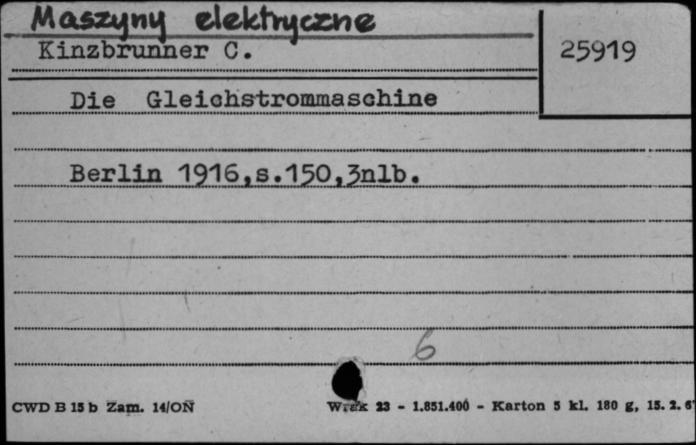 Maszyny elektryczne
Kinzbrunner C.
25919
Die Gleichstrommaschine
Berlin 1916,s.150,3nlb.
6
CWD B 15 b Zam. 14/ON
23 - 1.851.400 - Karton 5 kl. 180 g, 15. 2. 6